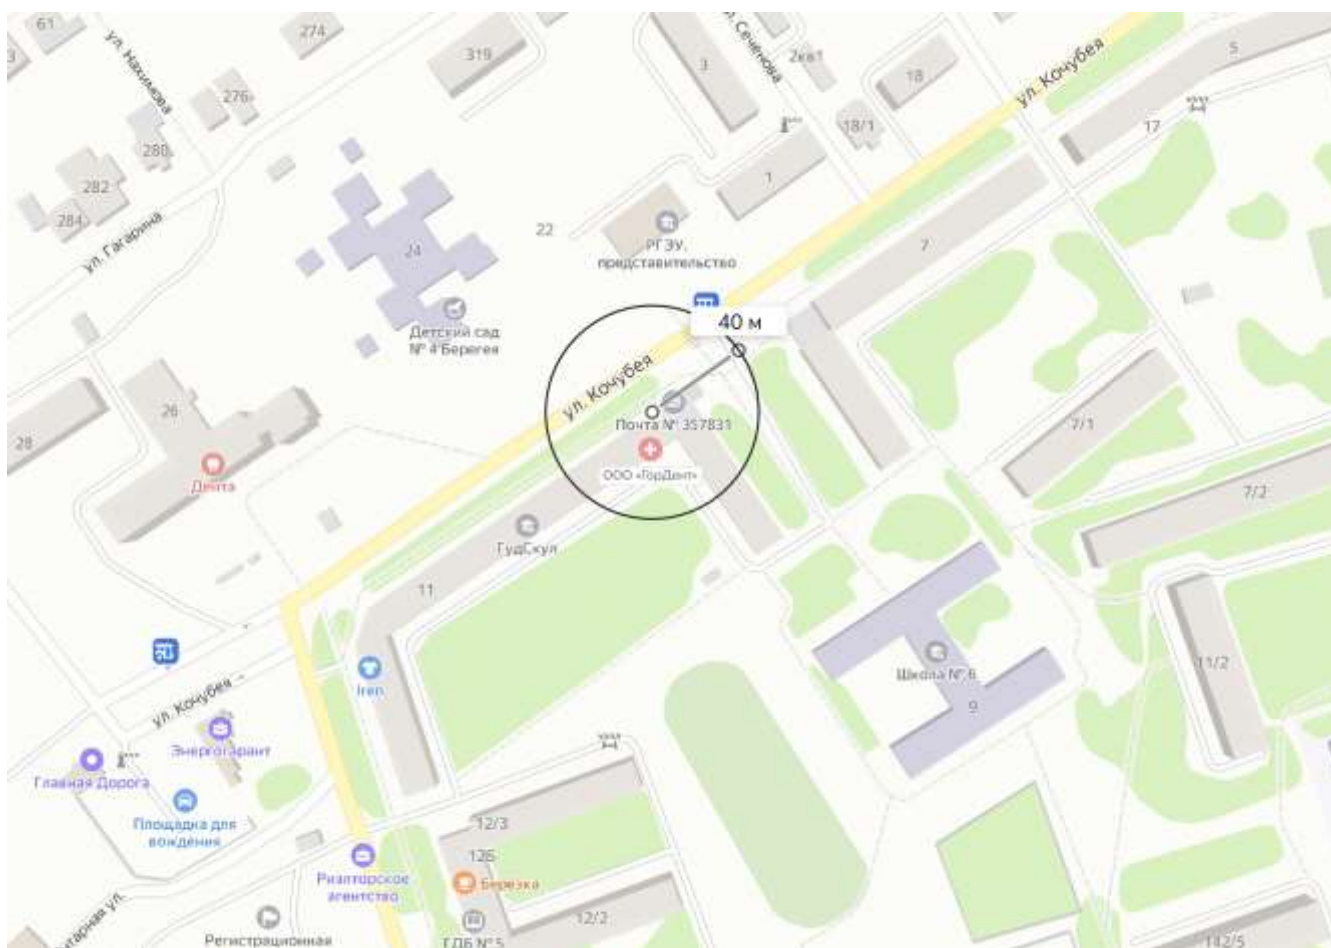 61
274
ул. Нахимова
319
3
ул. Сеченова
2кв1
18
ул. Кочубея
5
276
280
18/1
17
282
284
1
ул. Гагарина
24
22
РГЭУ,
представительство
7
Детский сад
№ 4 Берегея
40 м
ул. Кочубея
26
28
Почта № 357831
7/1
Дента
ООО «ГорДент»
7/2
ГудСкул
11
Iren
Школа № 6
9
11/2
ул. Кочубея →
Энергогарант
Главная Дорога
Площадка для
вождения
12/3
12Б
Риэлторское
агентство
Березка
12/2
Регистрационная
ГДБ № 5
142/5